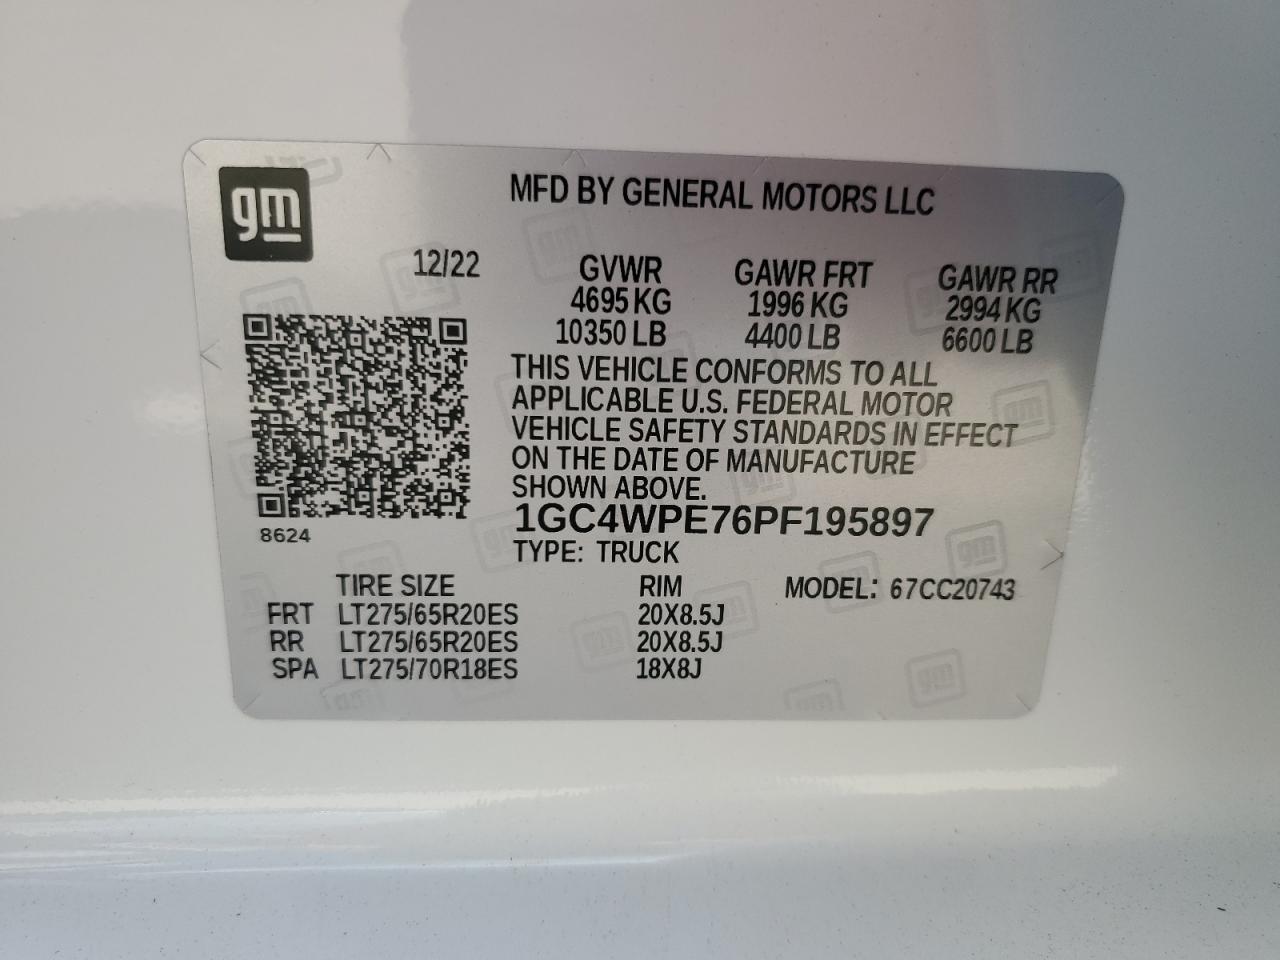 gm
MFD BY GENERAL MOTORS LLC
12/22 GVWR GAWR FRT GAWR RR
4695 KG 1996 KG 2994 KG
10350 LB 4400 LB 6600 LB
THIS VEHICLE CONFORMS TO ALL
APPLICABLE U.S. FEDERAL MOTOR
VEHICLE SAFETY STANDARDS IN EFFECT
ON THE DATE OF MANUFACTURE
SHOWN ABOVE.
1GC4WPE76PF195897
8624
TYPE: TRUCK
TIRE SIZE RIM MODEL: 67CC20743
FRT LT275/65R20ES 20X8.5J
RR LT275/65R20ES 20X8.5J
SPA LT275/70R18ES 18X8J